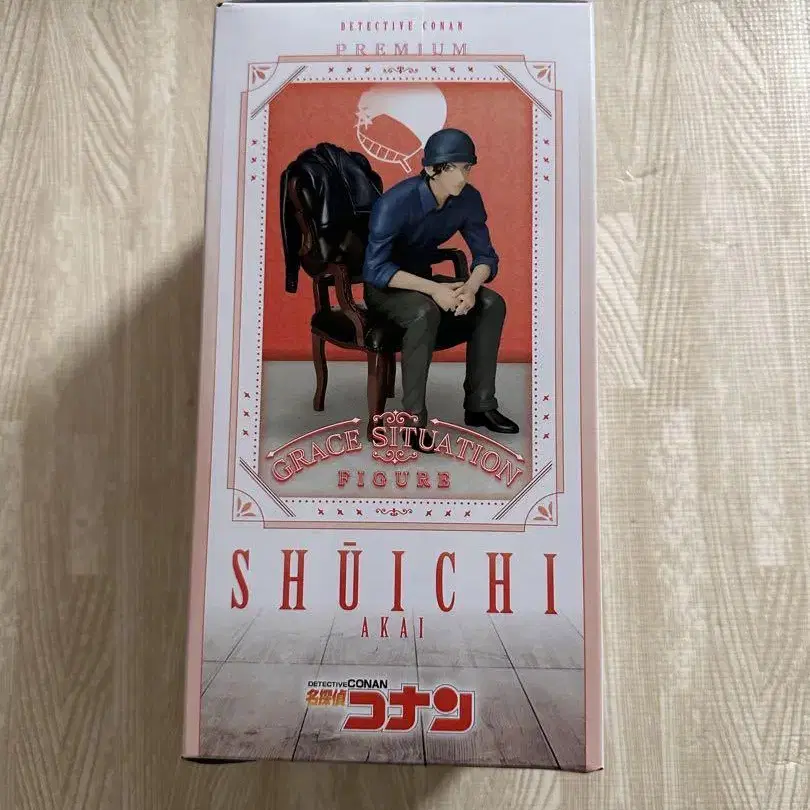 DETECTIVE CONAN
PREMIUM
GRACE SITUATION
FIGURE
SHŪICHI
AKAI
DETECTIVE CONAN
名探偵コナン